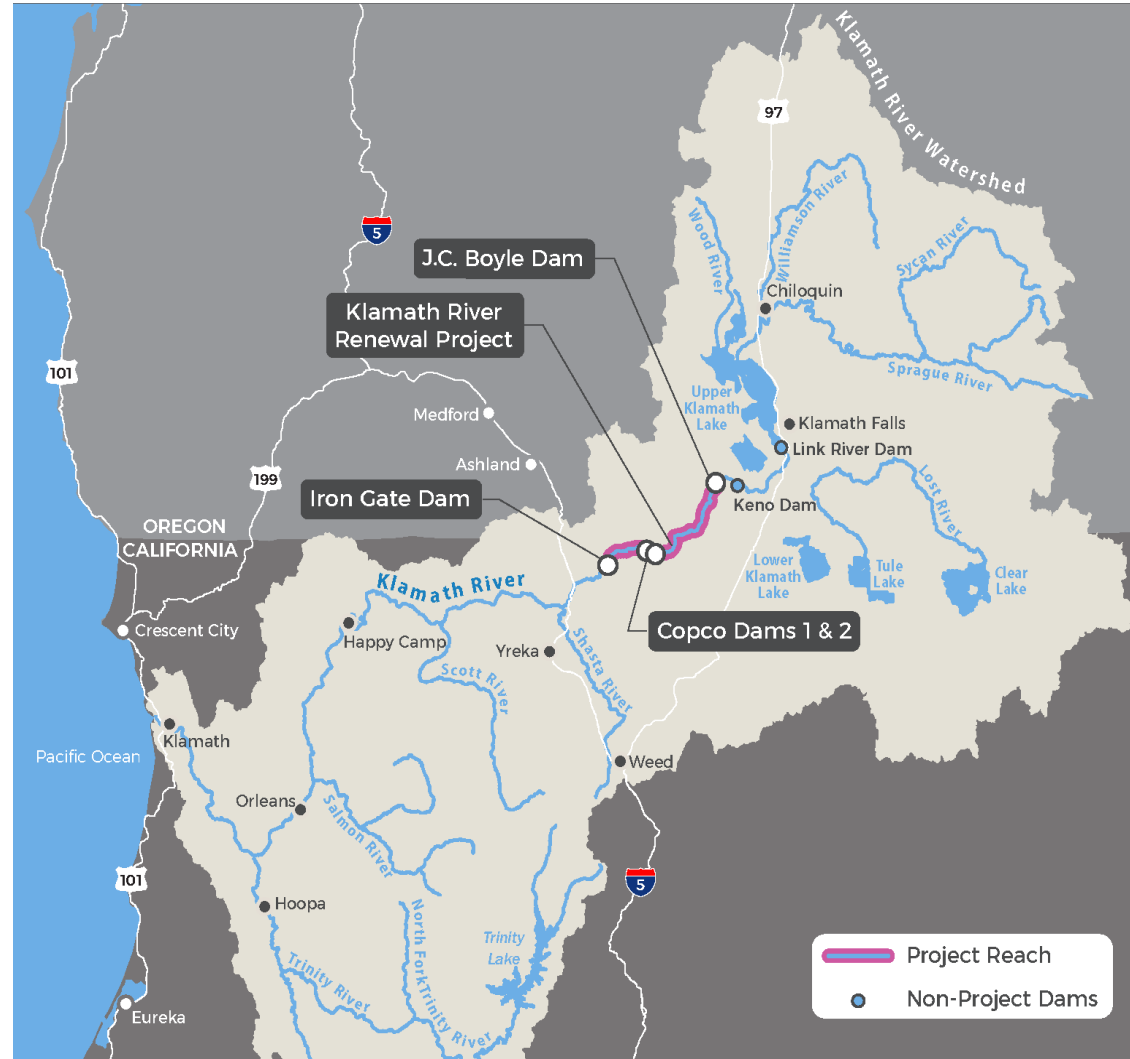 Klamath River Watershed
97
Williamson River
Wood River
Sycan River
5
J.C. Boyle Dam
Chiloquin
Klamath River
Renewal Project
101
Sprague River
Upper
Klamath
Lake
Medford
Klamath Falls
Link River Dam
Ashland
199
Lost River
Iron Gate Dam
Keno Dam
OREGON
CALIFORNIA
Lower
Klamath
Lake
Tule
Lake
Clear
Lake
Klamath River
Crescent City
Happy Camp
Shasta River
Copco Dams 1 & 2
Yreka
Scott River
Klamath
Pacific Ocean
Weed
Orleans
Salmon River
101
5
Hoopa
North Fork Trinity River
Trinity
Lake
Trinity River
Eureka
Project Reach
Non-Project Dams